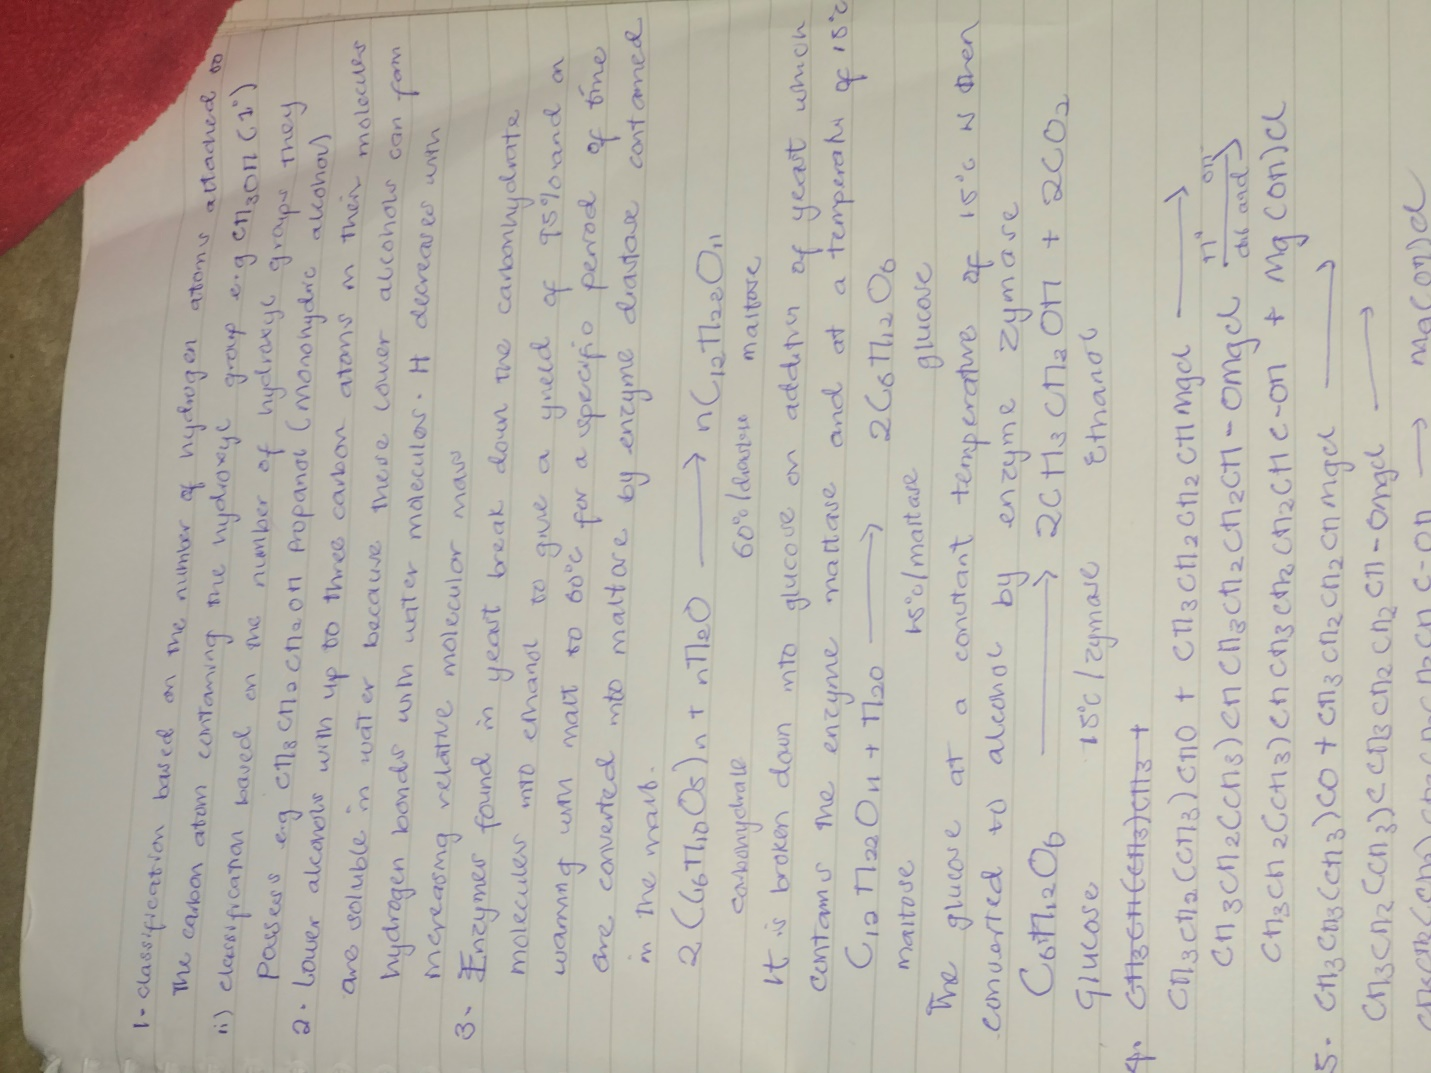 1- classification based on the number of hydrogen atoms attached to
The carbon atom containing the hydroxyl group e.g CH3OH (1°)
ii) classification based on the number of hydroxyl groups they
Possess e.g CH3CH2CH2OH Propanol (monohydric alcohol)
2. Lower alcohols with up to three carbon atoms in their molecules
are soluble in water because these lower alcohols can form
hydrogen bonds with water molecules. It decreases with
increasing relative molecular mass
3. Enzymes found in yeast break down the carbohydrate
molecules into ethanol to give a yield of 95% and on
warming with malt to 60°c for a specific period of time
are converted into maltose by enzyme diastase contained
in the malt.
2(C6H10O5)n + nH2O → nC12H22O11
carbohydrate 60°c/diastase maltose
It is broken down into glucose on addition of yeast which
contains the enzyme maltase and at a temperature of 15°c
C12H22O11 + H2O → 2C6H12O6
maltose 15°c/maltase glucose
The glucose at a constant temperature of 15°c is then
converted to alcohol by enzyme zymase
C6H12O6 → 2CH3CH2OH + 2CO2
Glucose 15°c/zymase Ethanol
4. CH3CH(CH3)CH3 +
CH3CH2(CH3)CHO + CH3CH2CH2CHMgcl →
CH3CH2(CH3)CHCH3CH2CH2CH-OMgcl H+ OH- dil acid →
CH3CH2(CH3)CHCH3CH2CH2CHC-OH + Mg(OH)cl
5. CH3CH3(CH3)CO + CH3CH2CH2CHMgcl →
CH3CH2(CH3)CCH3CH2CH2CH-OMgcl →
C-OH → Mg(OH)cl